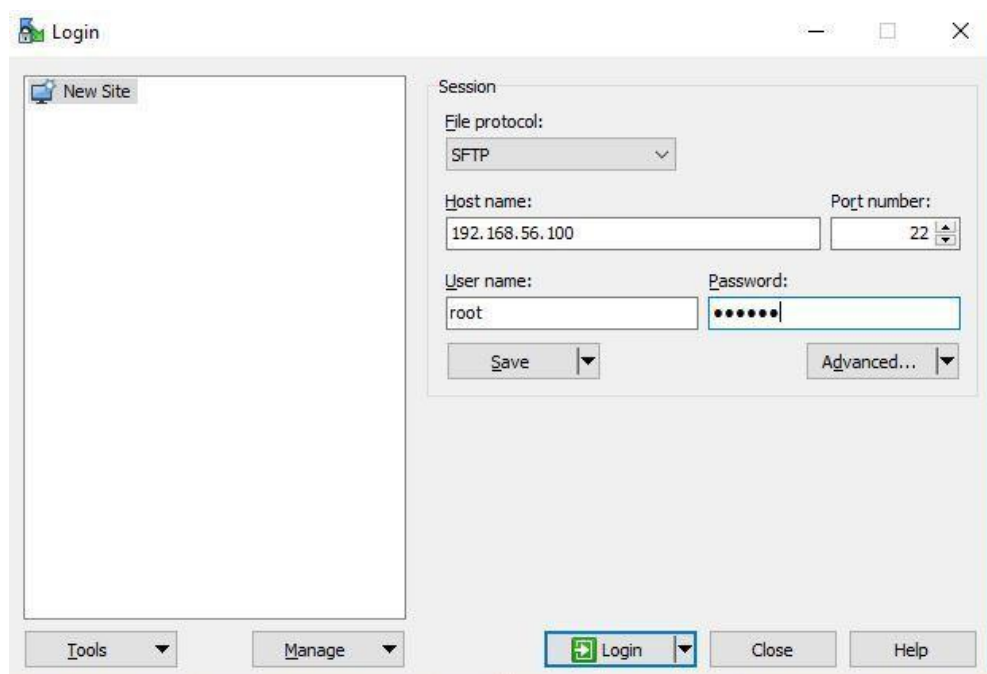 Login
New Site
Session
File protocol:
SFTP
Host name:
Port number:
192.168.56.100
22
User name:
Password:
root
••••••
Save
Advanced...
Tools
Manage
Login
Close
Help